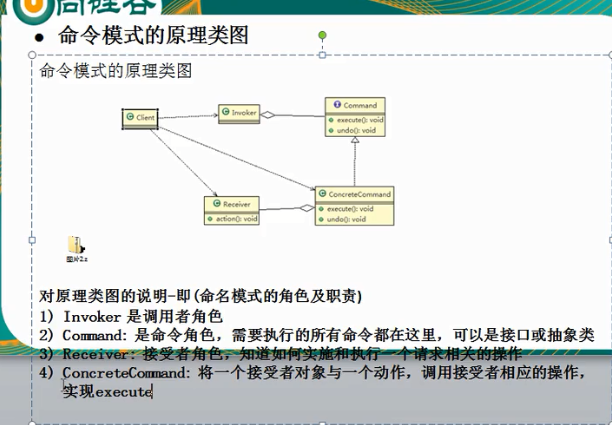 尚硅谷
● 命令模式的原理类图
命令模式的原理类图
Client
Invoker
Command
execute(): void
undo(): void
Receiver
action(): void
ConcreteCommand
execute(): void
undo(): void
对原理类图的说明-即(命名模式的角色及职责)
1) Invoker 是调用者角色
2) Command: 是命令角色，需要执行的所有命令都在这里，可以是接口或抽象类
3) Receiver: 接受者角色，知道如何实施和执行一个请求相关的操作
4) ConcreteCommand: 将一个接受者对象与一个动作，调用接受者相应的操作，
实现execute